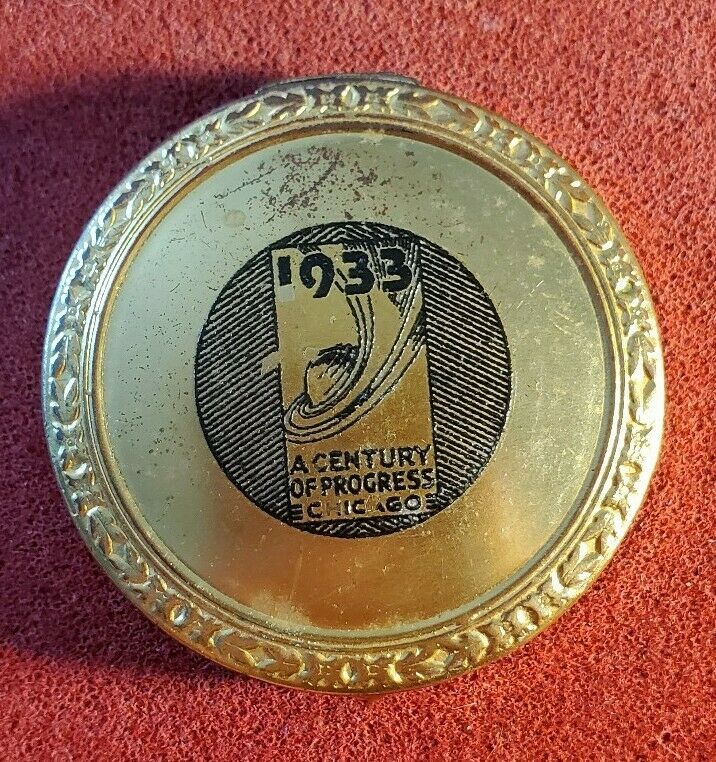 1933
A CENTURY
OF PROGRESS
CHICAGO